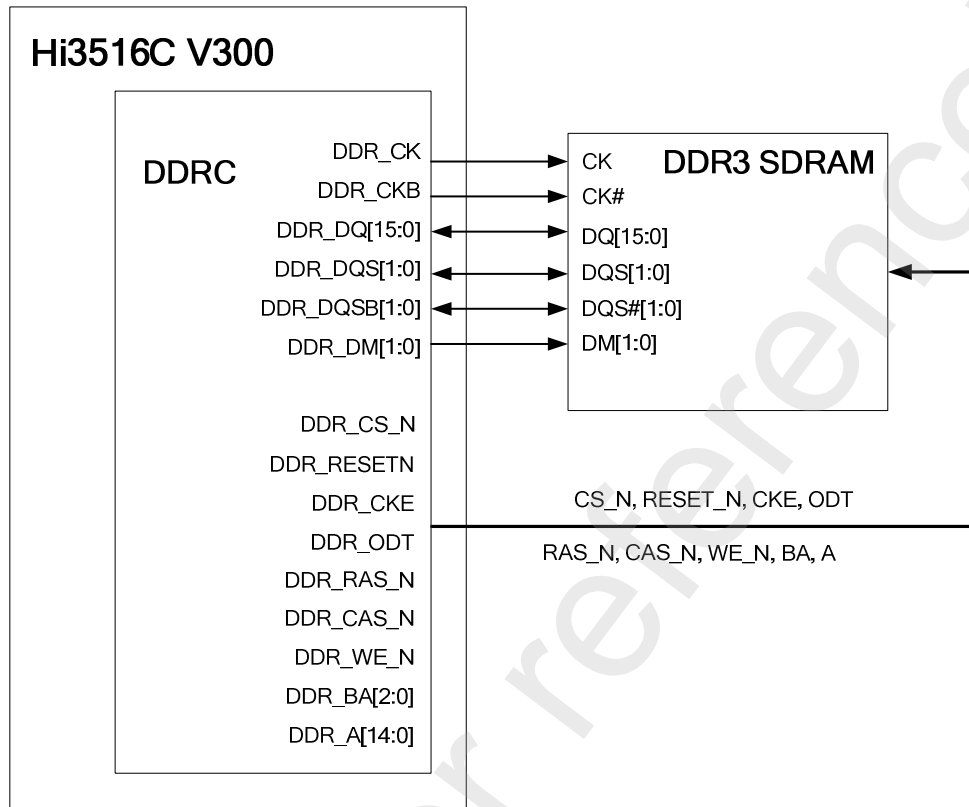 Hi3516C V300
DDRC
DDR_CK
DDR_CKB
DDR_DQ[15:0]
DDR_DQS[1:0]
DDR_DQSB[1:0]
DDR_DM[1:0]
DDR_CS_N
DDR_RESETN
DDR_CKE
DDR_ODT
DDR_RAS_N
DDR_CAS_N
DDR_WE_N
DDR_BA[2:0]
DDR_A[14:0]
DDR3 SDRAM
CK
CK#
DQ[15:0]
DQS[1:0]
DQS#[1:0]
DM[1:0]
CS_N, RESET_N, CKE, ODT
RAS_N, CAS_N, WE_N, BA, A
reference